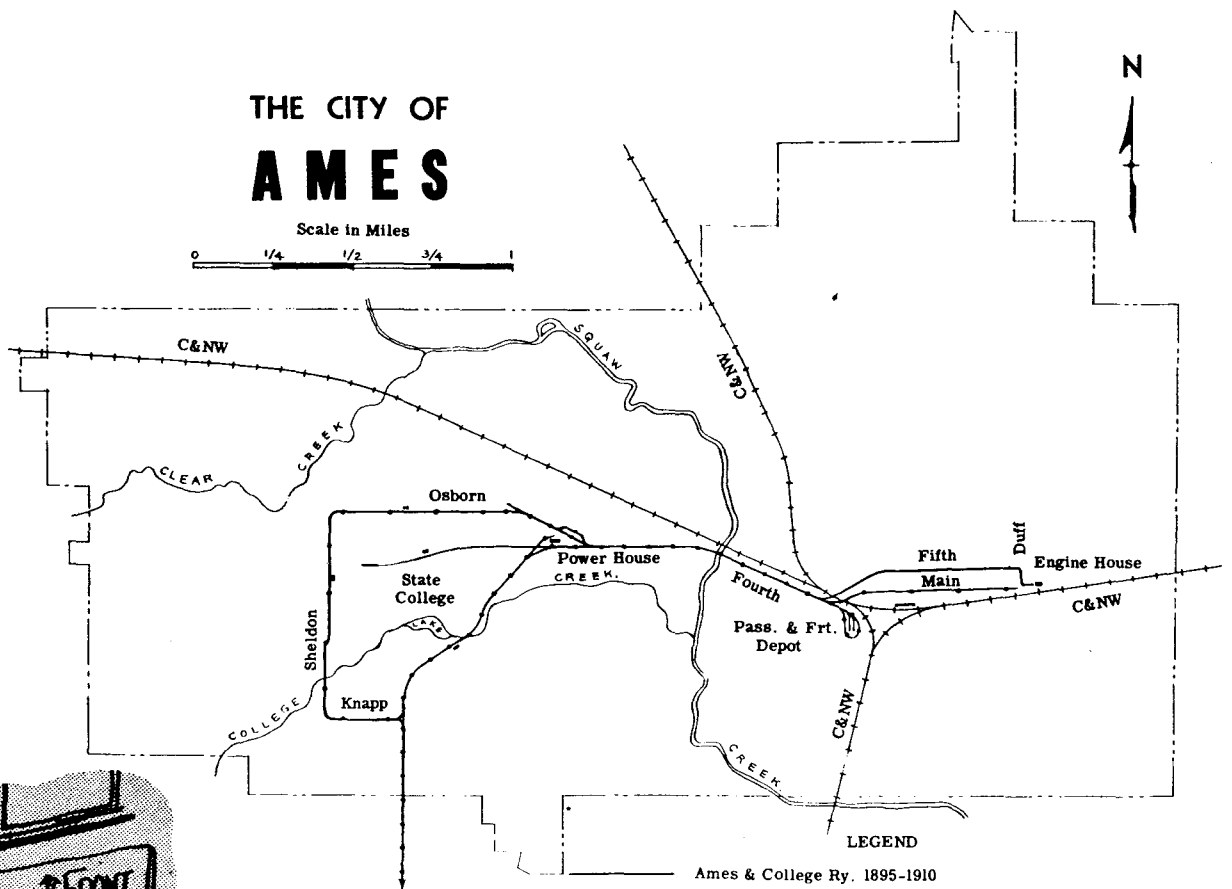 THE CITY OF
AMES
Scale in Miles
0 1/4 1/2 3/4 1
N
C&NW
SQUAW
C&NW
CREEK
CLEAR
Osborn
Power House
CREEK.
State
College
LAKE
Sheldon
Knapp
COLLEGE
Fourth
Fifth
Main
Duff
Engine House
C&NW
Pass. & Frt.
Depot
C&NW
CREEK
LEGEND
Ames & College Ry. 1895-1910
FRONT